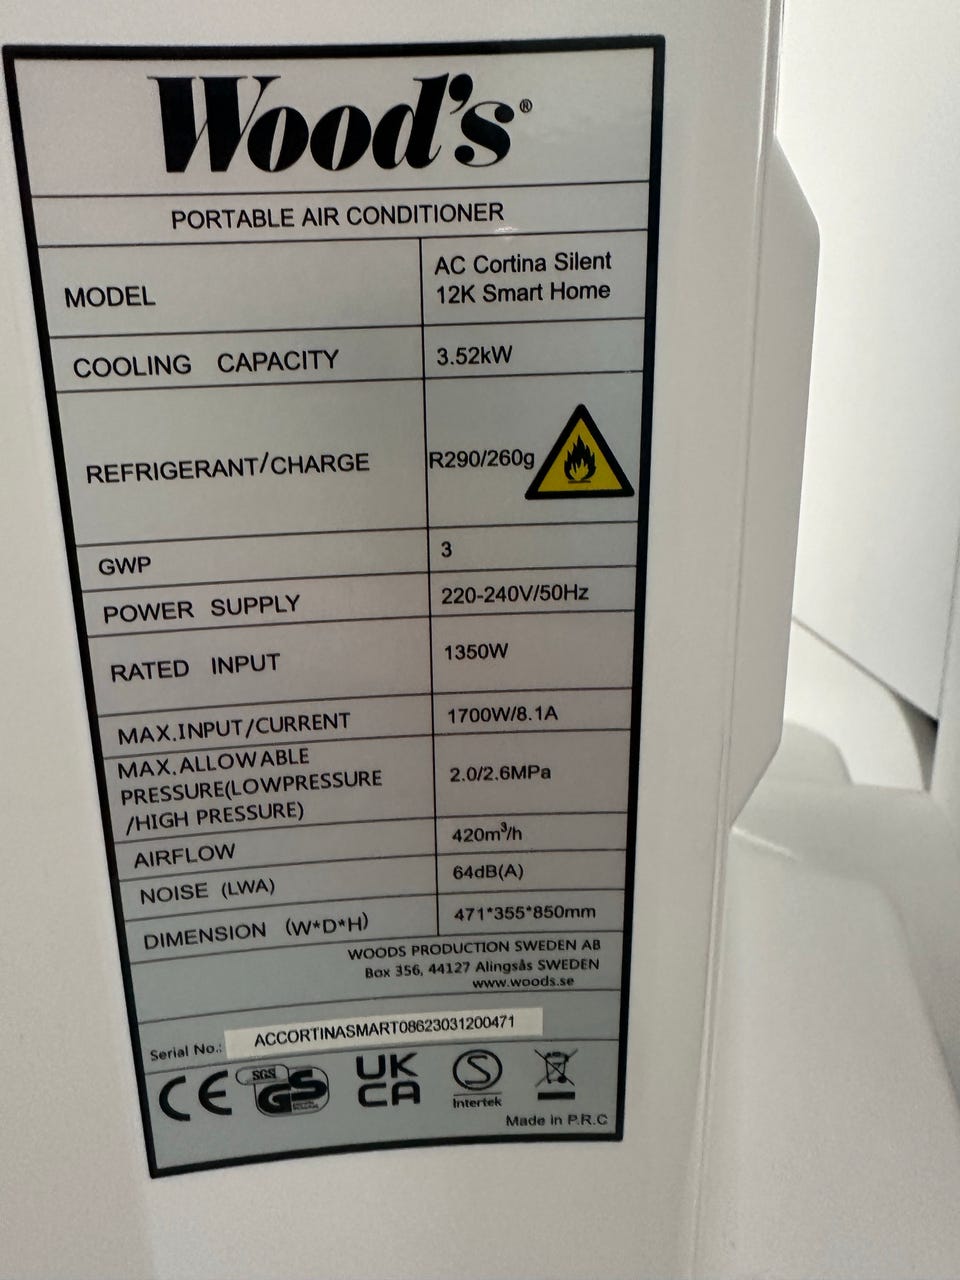 Wood's®
PORTABLE AIR CONDITIONER
MODEL
AC Cortina Silent
12K Smart Home
COOLING CAPACITY 3.52kW
REFRIGERANT/CHARGE R290/260g
GWP 3
POWER SUPPLY 220-240V/50Hz
RATED INPUT 1350W
MAX.INPUT/CURRENT 1700W/8.1A
MAX.ALLOWABLE
PRESSURE(LOWPRESSURE
/HIGH PRESSURE)
2.0/2.6MPa
AIRFLOW 420m³/h
NOISE (LWA) 64dB(A)
DIMENSION (W*D*H) 471*355*850mm
WOODS PRODUCTION SWEDEN AB
Box 356, 44127 Alingsås SWEDEN
www.woods.se
Serial No.: ACCORTINASMART08623031200471
CE SGS GS UK CA S Intertek
Made in P.R.C